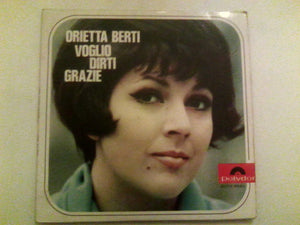 ORIETTA BERTI
VOGLIO
DIRTI
GRAZIE
polydor